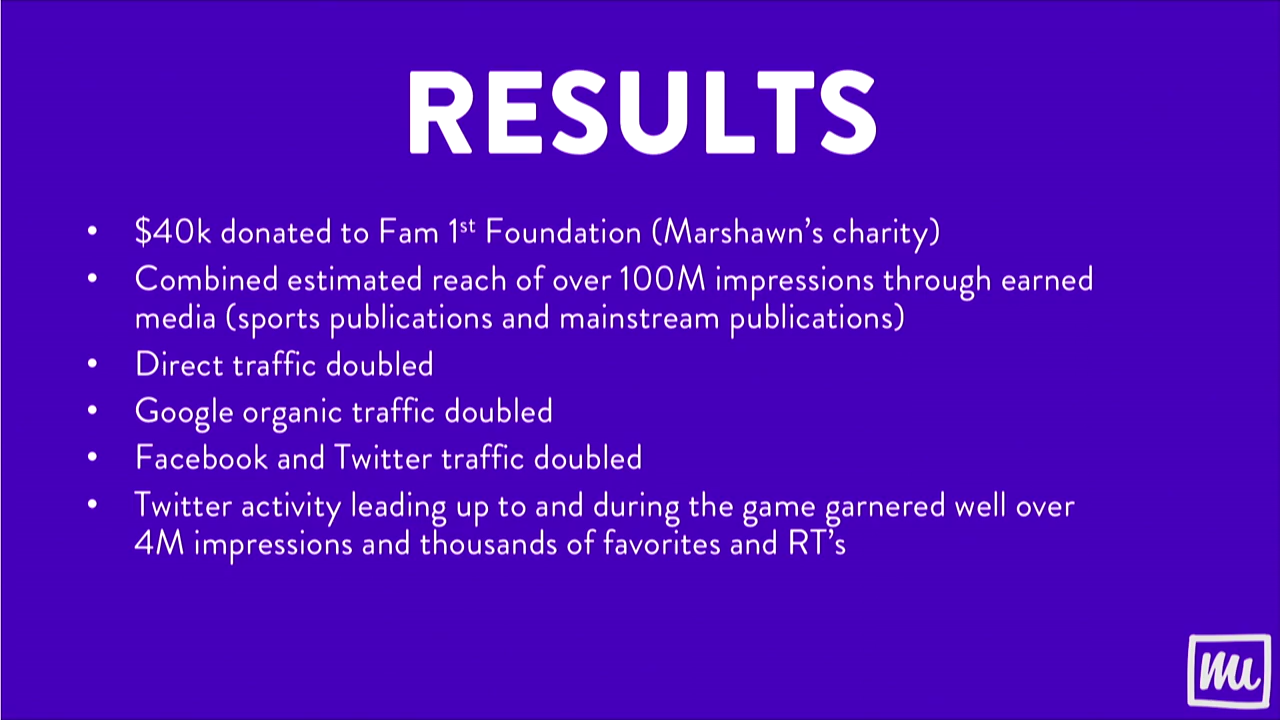 RESULTS
• $40k donated to Fam 1st Foundation (Marshawn’s charity)
• Combined estimated reach of over 100M impressions through earned
media (sports publications and mainstream publications)
• Direct traffic doubled
• Google organic traffic doubled
• Facebook and Twitter traffic doubled
• Twitter activity leading up to and during the game garnered well over
4M impressions and thousands of favorites and RT’s
mu